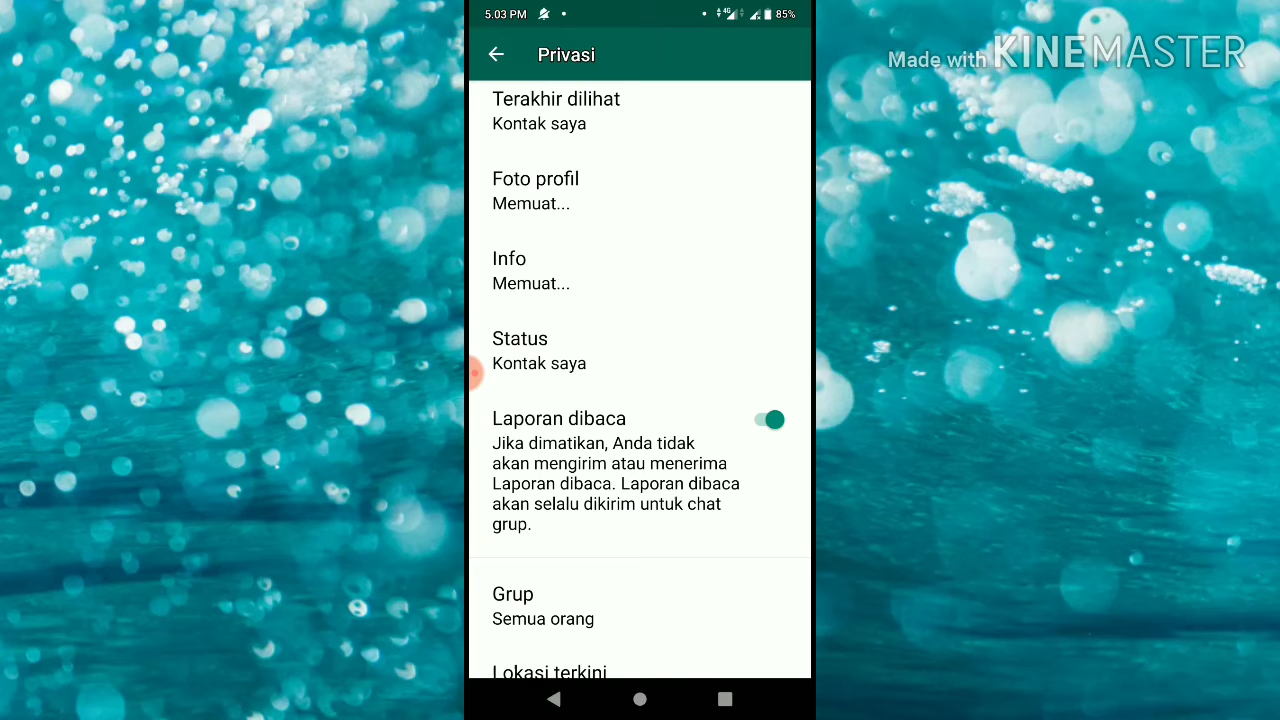 5.03 PM
4G
85%
Made with KINEMASTER
Privasi
Terakhir dilihat
Kontak saya
Foto profil
Memuat...
Info
Memuat...
Status
Kontak saya
Laporan dibaca
Jika dimatikan, Anda tidak
akan mengirim atau menerima
Laporan dibaca. Laporan dibaca
akan selalu dikirim untuk chat
grup.
Grup
Semua orang
Lokasi terkini